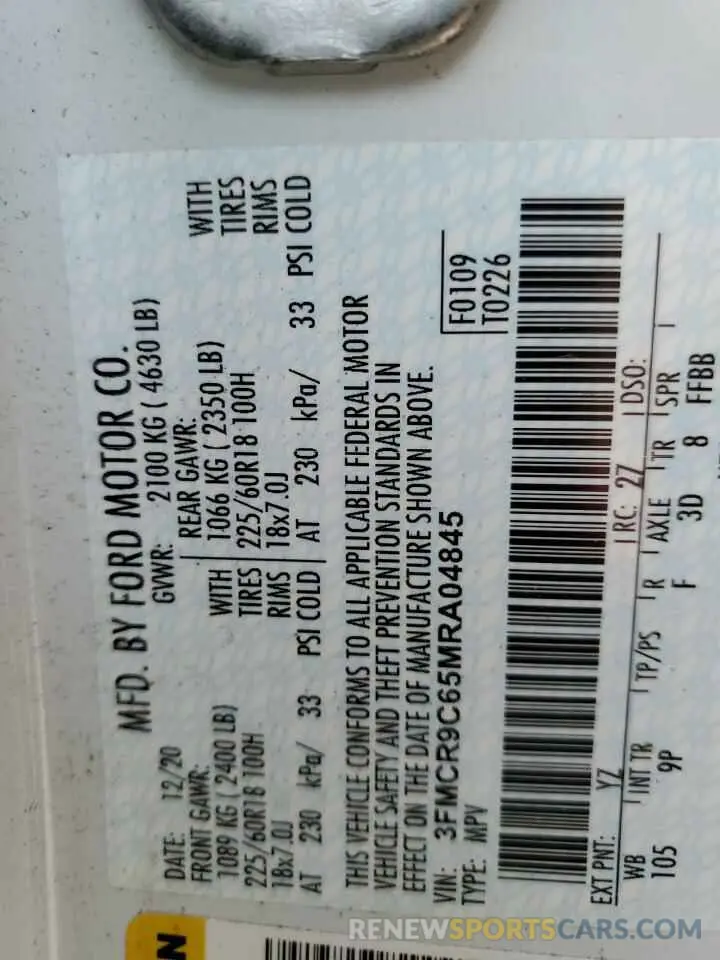 MFD. BY FORD MOTOR CO.
DATE: 12/20
GVWR: 2100 KG ( 4630 LB)
FRONT GAWR:
REAR GAWR:
1089 KG ( 2400 LB)
WITH
1066 KG ( 2350 LB)
WITH
225/60R18 100H
TIRES
225/60R18 100H
TIRES
18x7.0J
RIMS
18x7.0J
RIMS
AT 230 kPa/ 33 PSI COLD
AT 230 kPa/ 33 PSI COLD
THIS VEHICLE CONFORMS TO ALL APPLICABLE FEDERAL MOTOR
VEHICLE SAFETY AND THEFT PREVENTION STANDARDS IN
EFFECT ON THE DATE OF MANUFACTURE SHOWN ABOVE.
VIN: 3FMCR9C65MRA04845
TYPE: MPV
F0109
T0226
EXT PNT: YZ RC: 27 DSO:
WB INT TR TP/PS R AXLE TR SPR
105 9P F 3D 8 FFBB
RENEWSPORTSCARS.COM